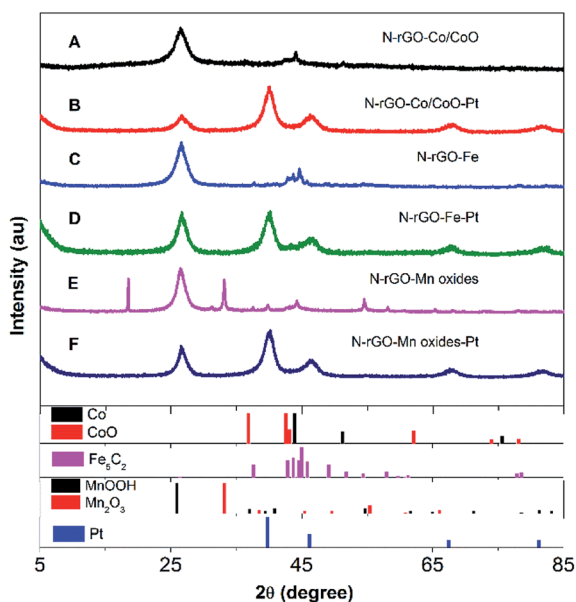 A N-rGO-Co/CoO
B N-rGO-Co/CoO-Pt
C N-rGO-Fe
D N-rGO-Fe-Pt
E N-rGO-Mn oxides
F N-rGO-Mn oxides-Pt
Intensity (au)
Co
CoO
Fe₅C₂
MnOOH
Mn₂O₃
Pt
5 25 45 65 85
2θ (degree)